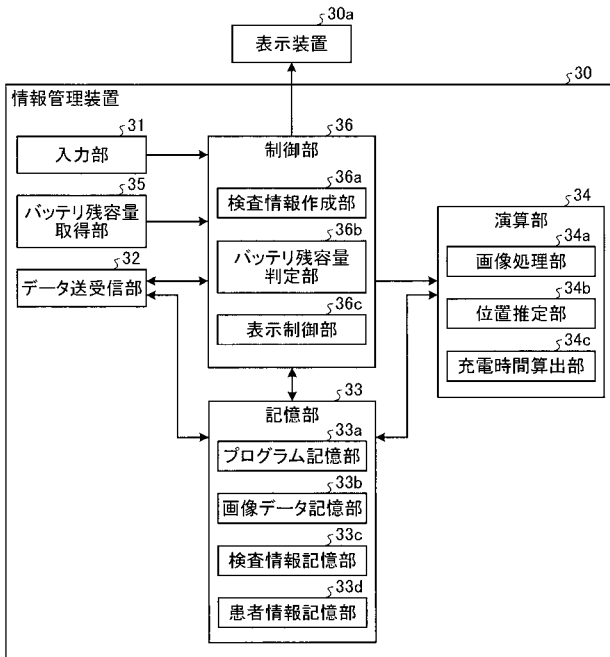 30a
表示装置
30
情報管理装置
31
入力部
35
バッテリ残容量
取得部
32
データ送受信部
36
制御部
36a
検査情報作成部
36b
バッテリ残容量
判定部
36c
表示制御部
34
演算部
34a
画像処理部
34b
位置推定部
34c
充電時間算出部
33
記憶部
33a
プログラム記憶部
33b
画像データ記憶部
33c
検査情報記憶部
33d
患者情報記憶部